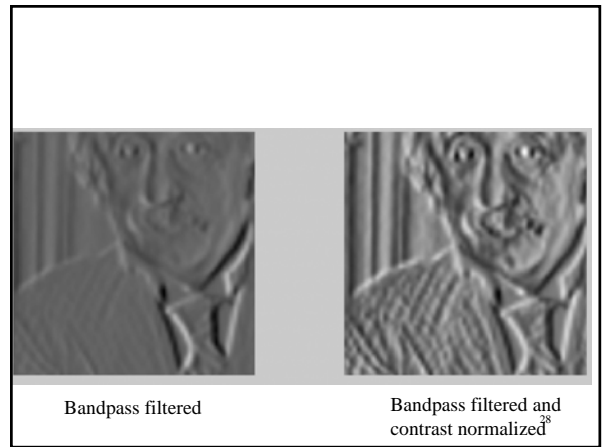 Bandpass filtered
Bandpass filtered and
contrast normalized
28